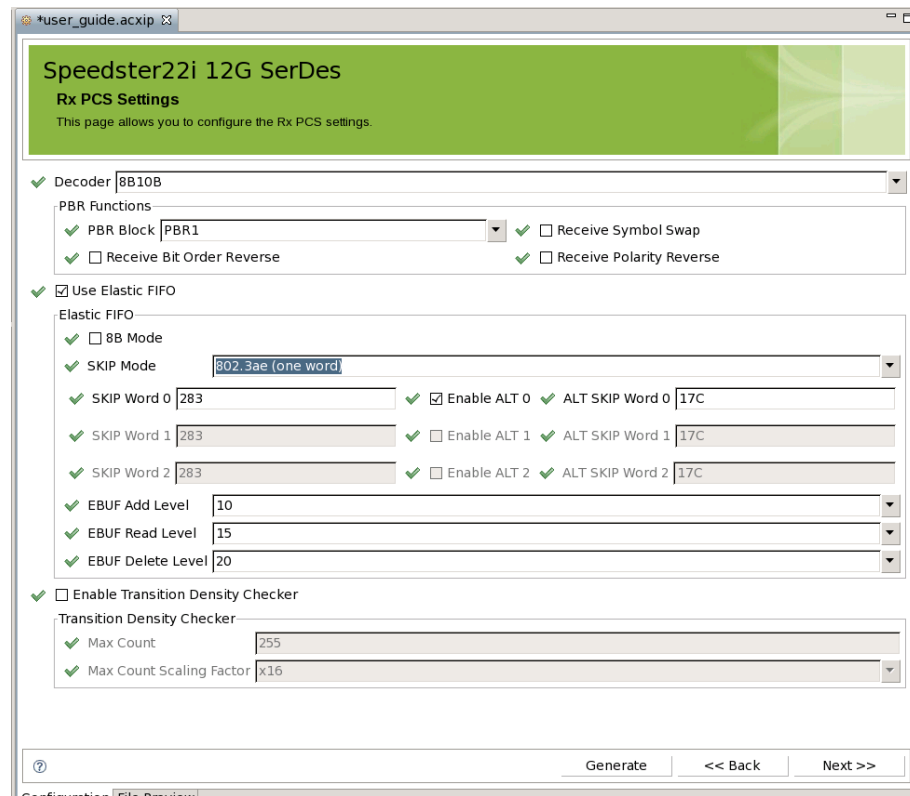 *user_guide.acxip
Speedster22i 12G SerDes
Rx PCS Settings
This page allows you to configure the Rx PCS settings.
Decoder 8B10B
PBR Functions
PBR Block PBR1 Receive Symbol Swap
Receive Bit Order Reverse Receive Polarity Reverse
Use Elastic FIFO
Elastic FIFO
8B Mode
SKIP Mode 802.3ae (one word)
SKIP Word 0 283 Enable ALT 0 ALT SKIP Word 0 17C
SKIP Word 1 283 Enable ALT 1 ALT SKIP Word 1 17C
SKIP Word 2 283 Enable ALT 2 ALT SKIP Word 2 17C
EBUF Add Level 10
EBUF Read Level 15
EBUF Delete Level 20
Enable Transition Density Checker
Transition Density Checker
Max Count 255
Max Count Scaling Factor x16
? Generate << Back Next >>
Configuration File Preview